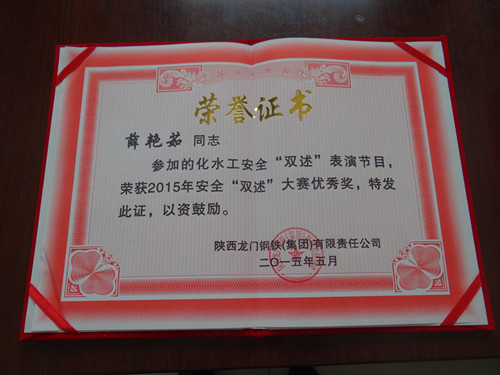 荣誉证书
薛艳茹 同志
参加的化水工安全“双述”表演节目，
荣获2015年安全“双述”大赛优秀奖，特发
此证，以资鼓励。
陕西龙门钢铁(集团)有限责任公司
二〇一五年五月